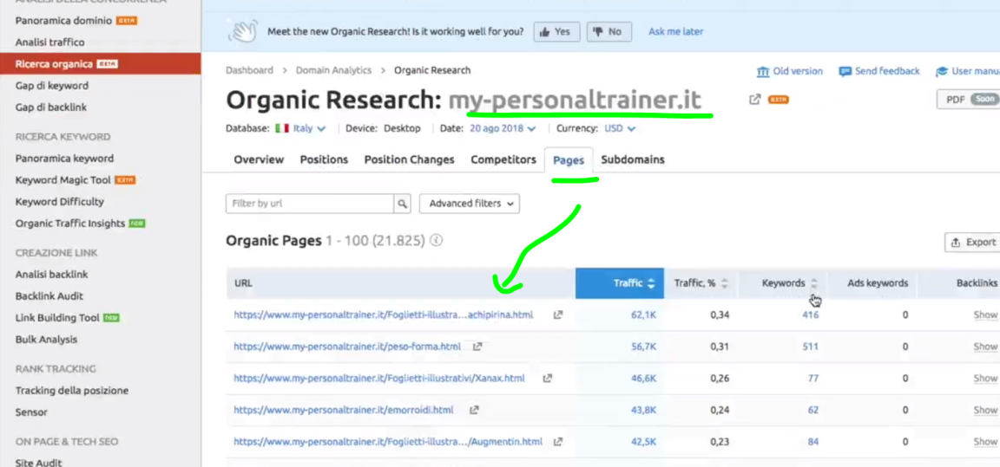 ANALISI DELLA CONCORRENZA
Panoramica dominio BETA
Analisi traffico
Ricerca organica BETA
Gap di keyword
Gap di backlink
RICERCA KEYWORD
Panoramica keyword
Keyword Magic Tool BETA
Keyword Difficulty
Organic Traffic Insights NEW
CREAZIONE LINK
Analisi backlink
Backlink Audit
Link Building Tool NEW
Bulk Analysis
RANK TRACKING
Tracking della posizione
Sensor
ON PAGE & TECH SEO
Site Audit
Meet the new Organic Research! Is it working well for you? Yes No Ask me later
Dashboard > Domain Analytics > Organic Research
Old version Send feedback User manu
Organic Research: my-personaltrainer.it BETA PDF Soon
Database: Italy Device: Desktop Date: 20 ago 2018 Currency: USD
Overview Positions Position Changes Competitors Pages Subdomains
Filter by url Advanced filters
Organic Pages 1 - 100 (21.825) i Export
URL Traffic Traffic, % Keywords Ads keywords Backlinks
https://www.my-personaltrainer.it/Foglietti-illustra...achipirina.html 62,1K 0,34 416 0 Show
https://www.my-personaltrainer.it/peso-forma.html 56,7K 0,31 511 0 Show
https://www.my-personaltrainer.it/Foglietti-illustrativi/Xanax.html 46,6K 0,26 77 0 Show
https://www.my-personaltrainer.it/emorroidi.html 43,8K 0,24 62 0 Show
https://www.my-personaltrainer.it/Foglietti-illustra.../Augmentin.html 42,5K 0,23 84 0 Show